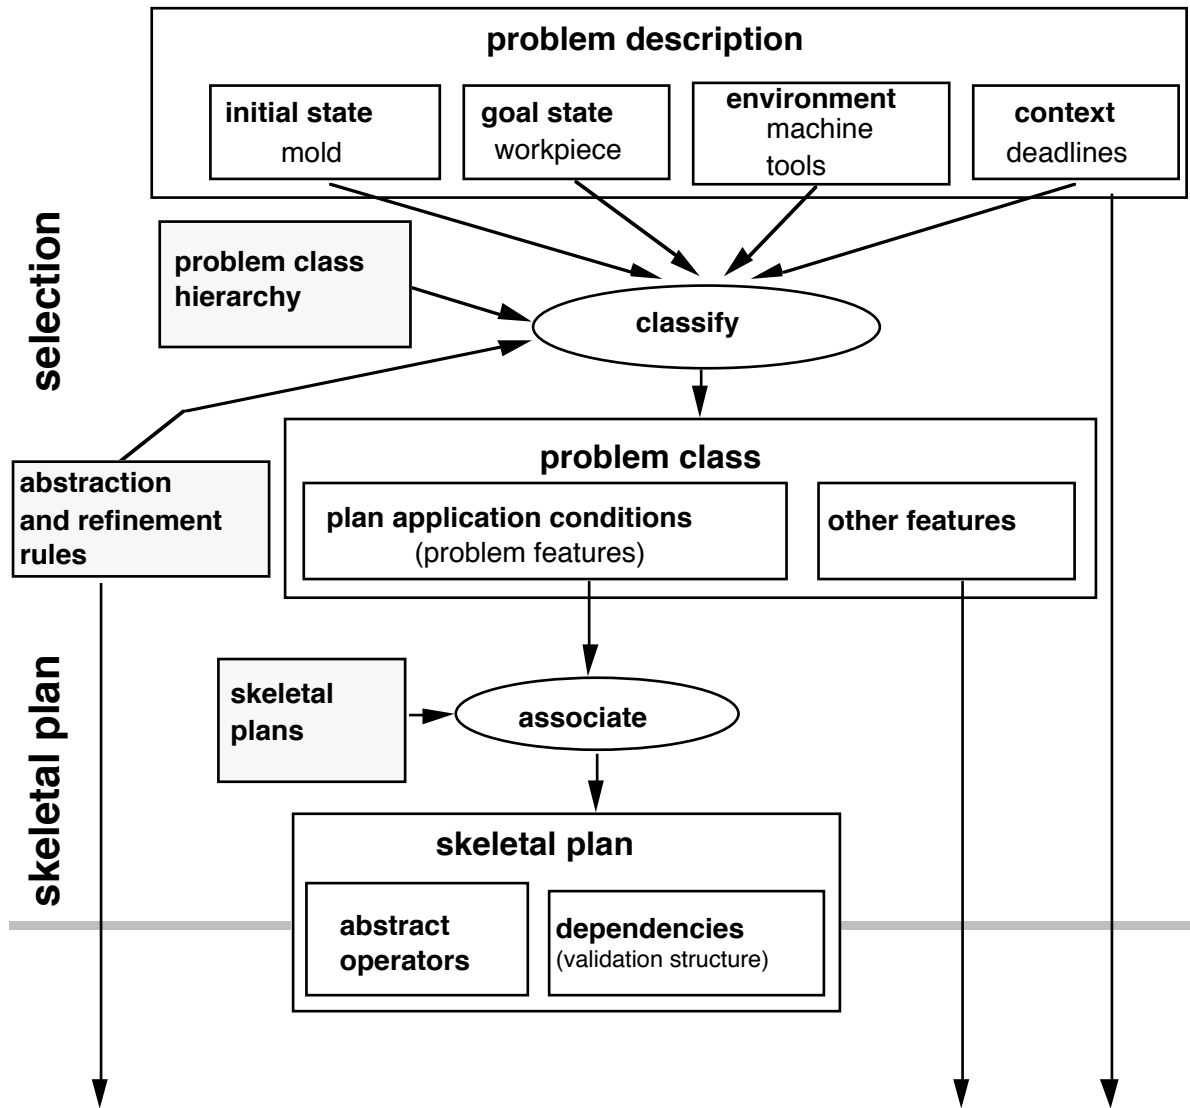 problem description
initial state
mold
goal state
workpiece
environment
machine
tools
context
deadlines
selection
problem class
hierarchy
classify
abstraction
and refinement
rules
problem class
plan application conditions
(problem features)
other features
skeletal plan
skeletal
plans
associate
skeletal plan
abstract
operators
dependencies
(validation structure)